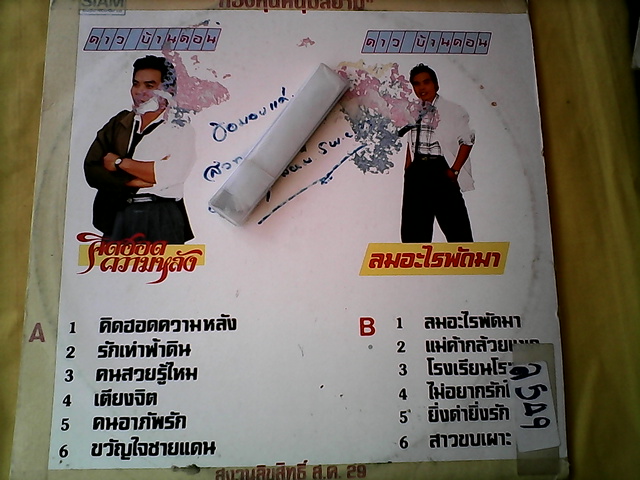 SIAM
ดาว บ้านดอน
ดาว บ้านดอน
ขอมอบแด่
คิดฮอด
ความหลัง
ลมอะไรพัดมา
A
1 คิดฮอดความหลัง
2 รักเท่าฟ้าดิน
3 คนสวยรู้ไหม
4 เตียงจิต
5 คนอาภัพรัก
6 ขวัญใจชายแดน
B
1 ลมอะไรพัดมา
2 แม่ค้ากล้วย
3 โรงเรียน
4 ไม่อยากรัก
5 ยิ่งดำยิ่งรัก
6 สาวขบเผาะ
สงวนลิขสิทธิ์ ส.ค. 29